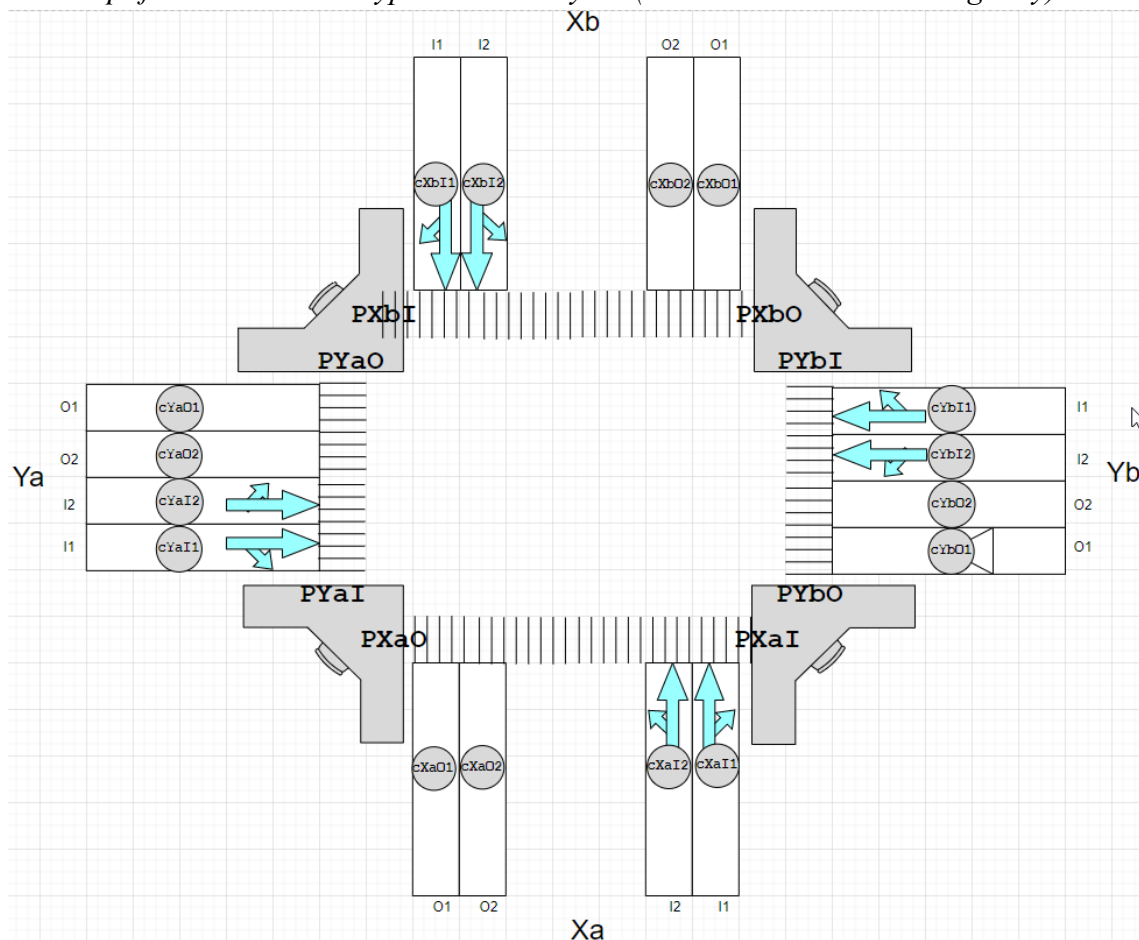 Xb
I1 I2 O2 O1
cXbI1 cXbI2 cXbO2 cXbO1
PXbI PXbO
PYaO PYbI
O1 cYaO1 cYbI1 I1
O2 cYaO2 cYbI2 I2
Ya Yb
I2 cYaI2 cYbO2 O2
I1 cYaI1 cYbO1 O1
PYaI PYbO
PXaO PXaI
cXaO1 cXaO2 cXaI2 cXaI1
O1 O2 I2 I1
Xa